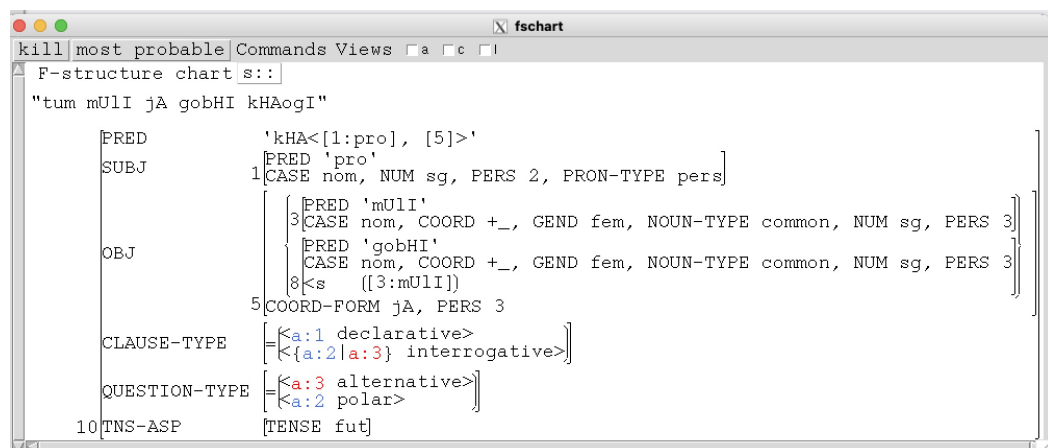 fschart
kill most probable Commands Views a c l
F-structure chart s::
"tum mUlI jA gobHI kHAogI"
PRED 'kHA<[1:pro], [5]>'
SUBJ 1 PRED 'pro'
CASE nom, NUM sg, PERS 2, PRON-TYPE pers
OBJ
3 PRED 'mUlI'
CASE nom, COORD +_, GEND fem, NOUN-TYPE common, NUM sg, PERS 3
PRED 'gobHI'
CASE nom, COORD +_, GEND fem, NOUN-TYPE common, NUM sg, PERS 3
8 <s ([3:mUlI])
5 COORD-FORM jA, PERS 3
CLAUSE-TYPE = <a:1 declarative>
<{a:2|a:3} interrogative>
QUESTION-TYPE = <a:3 alternative>
<a:2 polar>
10 TNS-ASP [TENSE fut]